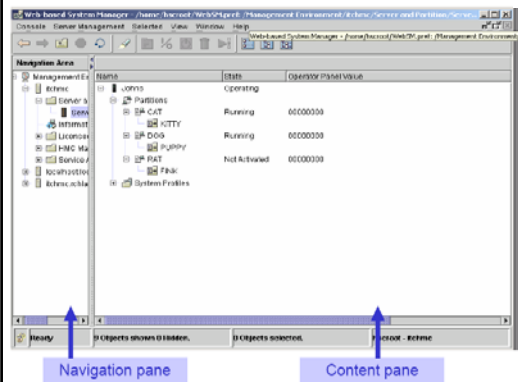 Web-based System Manager - /home/hscroot/WebSM.pref: /Management Environment/itchmc/Server and Partition/Serve...
Console Server Management Selected View Window Help
Web-based System Manager - /home/hscroot/WebSM.pref: /Management Environment
Navigation Area
Management E
Name State Operator Panel Value
itchmc
Johns Operating
Server a
Partitions
Serv
CAT Running 00000000
Informat
KITTY
Licensed
DOG Running 00000000
HMC Ma
PUPPY
Service A
RAT Not Activated 00000000
localhost.loc
FINK
itchmc.
System Profiles
Ready
9 Objects shown 0 Hidden.
0 Objects selected.
hscroot - itchmc
Navigation pane
Content pane